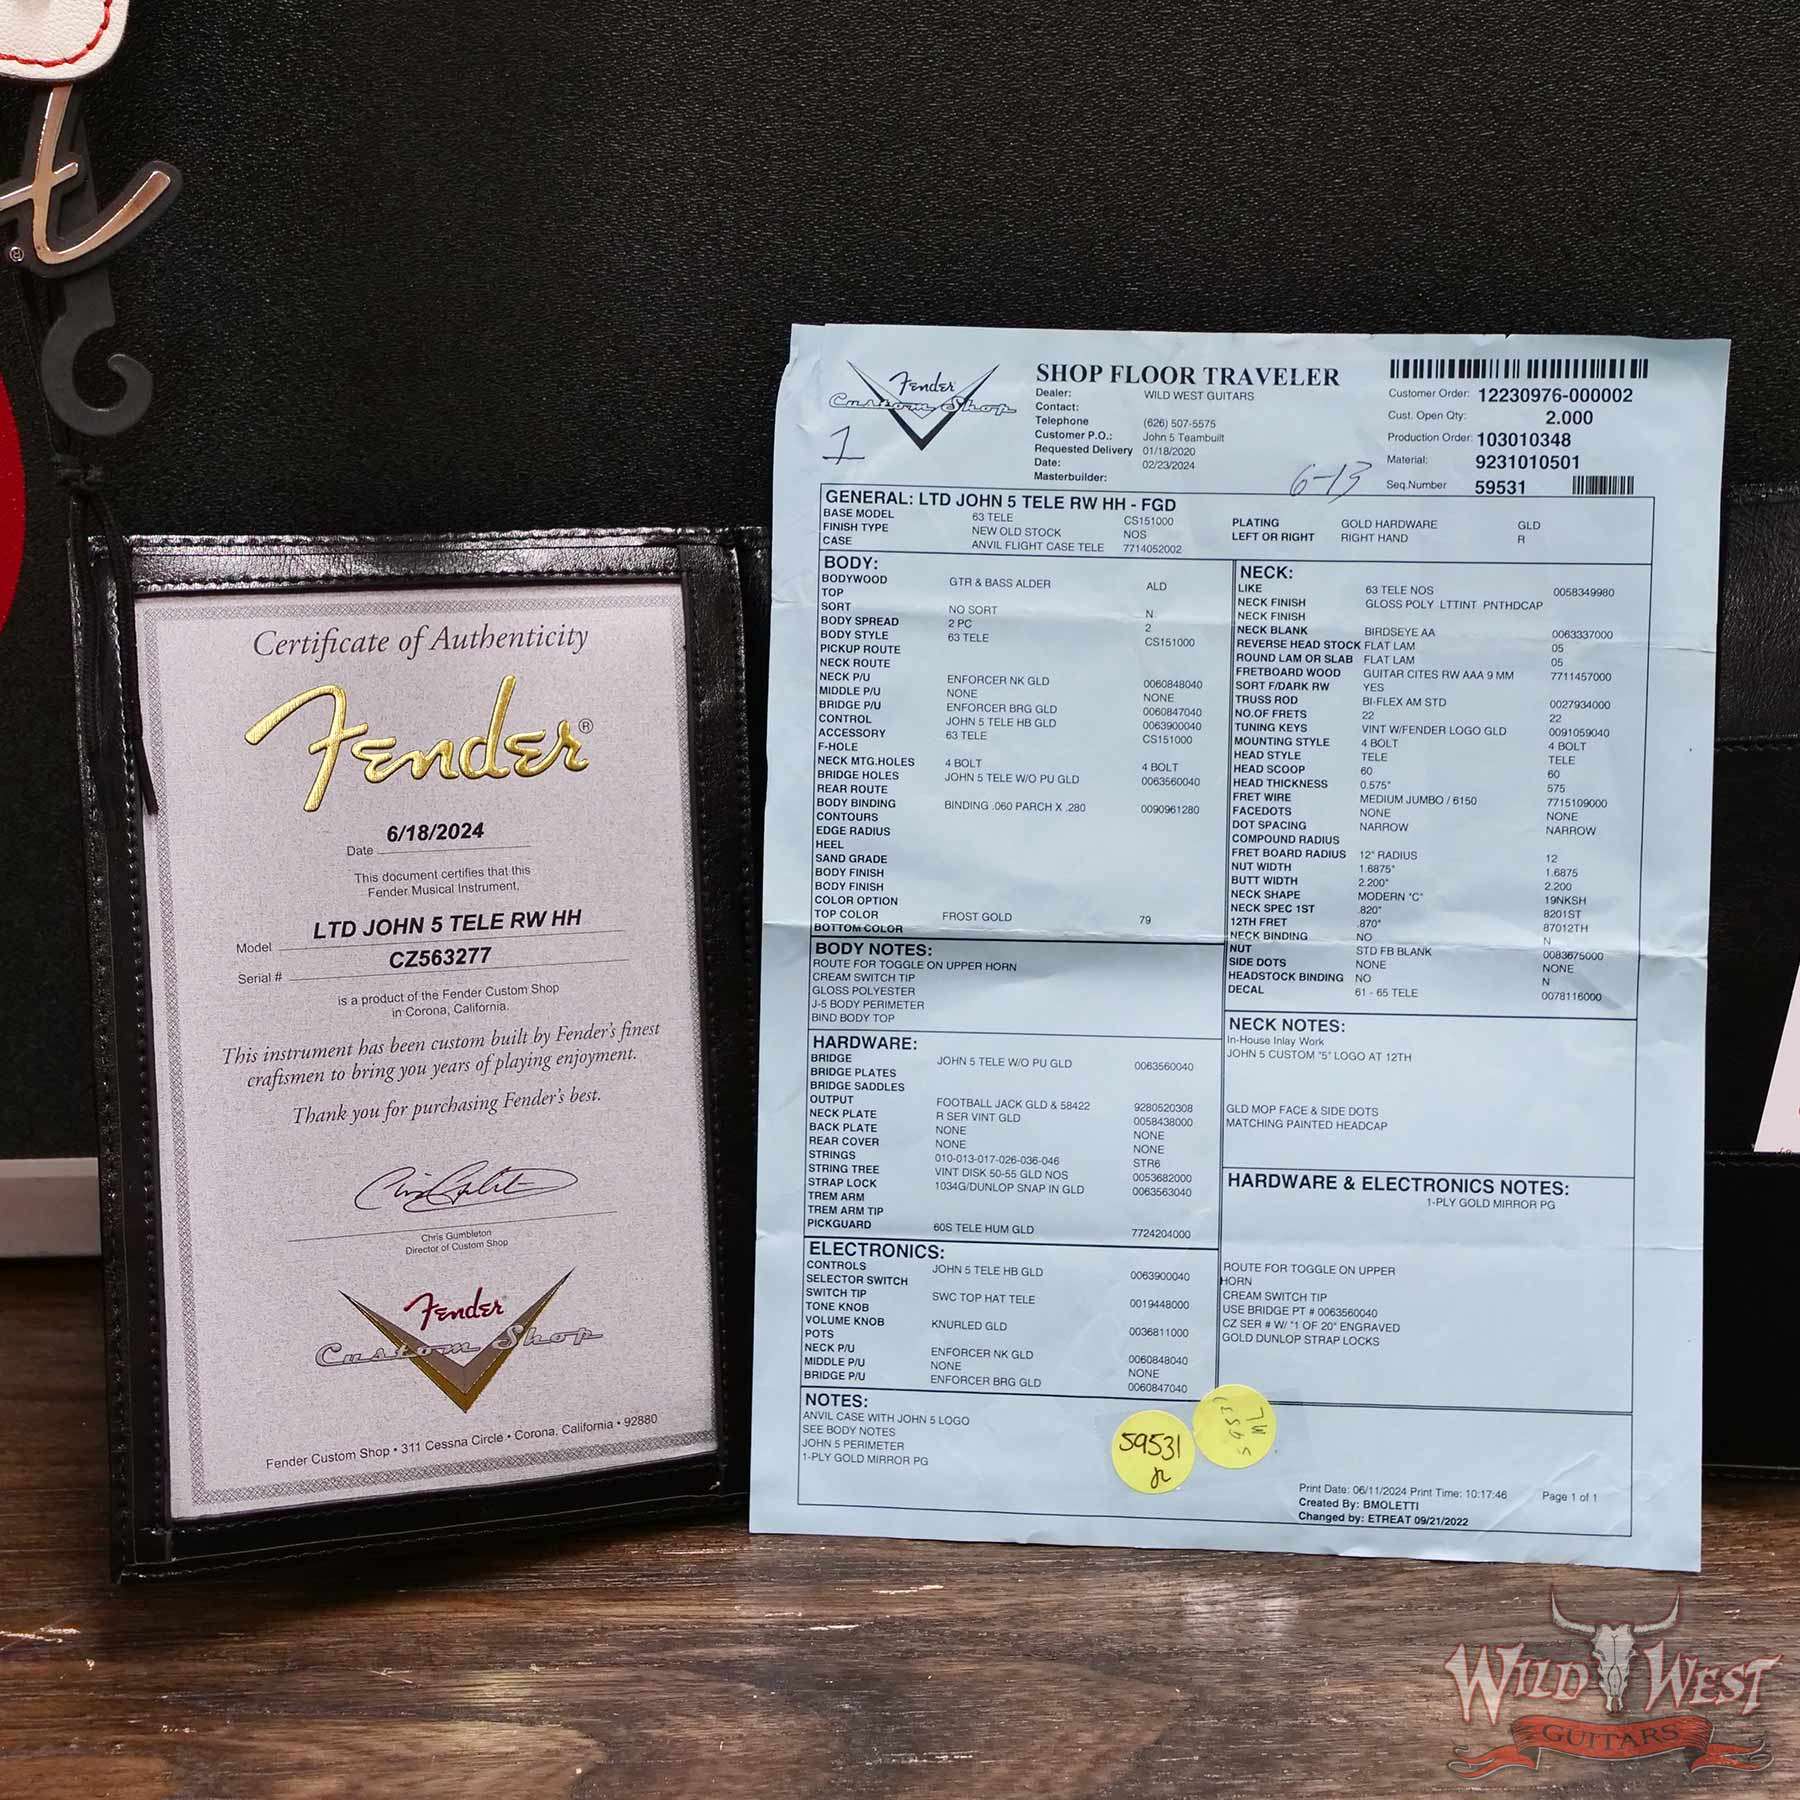 t
®
Certificate of Authenticity
Fender®
Date 6/18/2024
This document certifies that this
Fender Musical Instrument,
Model LTD JOHN 5 TELE RW HH
Serial # CZ563277
is a product of the Fender Custom Shop
in Corona, California.
This instrument has been custom built by Fender's finest
craftsmen to bring you years of playing enjoyment.
Thank you for purchasing Fender's best.
Chris Gumbleton
Director of Custom Shop
Fender
Custom Shop
Fender Custom Shop • 311 Cessna Circle • Corona, California • 92880
Fender
Custom Shop
1
SHOP FLOOR TRAVELER
Dealer: WILD WEST GUITARS
Contact:
Telephone (626) 507-5575
Customer P.O.: John 5 Teambuilt
Requested Delivery 01/18/2020
Date: 02/23/2024
Masterbuilder:
6-13
Customer Order: 12230976-000002
Cust. Open Qty: 2.000
Production Order: 103010348
Material: 9231010501
Seq.Number 59531
GENERAL: LTD JOHN 5 TELE RW HH - FGD
BASE MODEL 63 TELE CS151000
FINISH TYPE NEW OLD STOCK NOS
CASE ANVIL FLIGHT CASE TELE 7714052002
PLATING GOLD HARDWARE GLD
LEFT OR RIGHT RIGHT HAND R
BODY:
BODYWOOD GTR & BASS ALDER ALD
TOP
SORT NO SORT N
BODY SPREAD 2 PC 2
BODY STYLE 63 TELE CS151000
PICKUP ROUTE
NECK ROUTE
NECK P/U ENFORCER NK GLD 0060848040
MIDDLE P/U NONE NONE
BRIDGE P/U ENFORCER BRG GLD 0060847040
CONTROL JOHN 5 TELE HB GLD 0063900040
ACCESSORY 63 TELE CS151000
F-HOLE
NECK MTG.HOLES 4 BOLT 4 BOLT
BRIDGE HOLES JOHN 5 TELE W/O PU GLD 0063560040
REAR ROUTE
BODY BINDING BINDING .060 PARCH X .280 0090961280
CONTOURS
EDGE RADIUS
HEEL
SAND GRADE
BODY FINISH
BODY FINISH
COLOR OPTION
TOP COLOR FROST GOLD 79
BOTTOM COLOR
BODY NOTES:
ROUTE FOR TOGGLE ON UPPER HORN
CREAM SWITCH TIP
GLOSS POLYESTER
J-5 BODY PERIMETER
BIND BODY TOP
HARDWARE:
BRIDGE JOHN 5 TELE W/O PU GLD 0063560040
BRIDGE PLATES
BRIDGE SADDLES
OUTPUT FOOTBALL JACK GLD & 58422 9280520308
NECK PLATE R SER VINT GLD 0058438000
BACK PLATE NONE NONE
REAR COVER NONE NONE
STRINGS 010-013-017-026-036-046 STR6
STRING TREE VINT DISK 50-55 GLD NOS 0053682000
STRAP LOCK 1034G/DUNLOP SNAP IN GLD 0063563040
TREM ARM
TREM ARM TIP
PICKGUARD 60S TELE HUM GLD 7724204000
ELECTRONICS:
CONTROLS JOHN 5 TELE HB GLD 0063900040
SELECTOR SWITCH
SWITCH TIP SWC TOP HAT TELE 0019448000
TONE KNOB
VOLUME KNOB KNURLED GLD 0036811000
POTS
NECK P/U ENFORCER NK GLD 0060848040
MIDDLE P/U NONE NONE
BRIDGE P/U ENFORCER BRG GLD 0060847040
NOTES:
ANVIL CASE WITH JOHN 5 LOGO
SEE BODY NOTES
JOHN 5 PERIMETER
1-PLY GOLD MIRROR PG
NECK:
LIKE 63 TELE NOS 0058349980
NECK FINISH GLOSS POLY LTTINT PNTHDCAP
NECK FINISH
NECK BLANK BIRDSEYE AA 0063337000
REVERSE HEAD STOCK FLAT LAM 05
ROUND LAM OR SLAB FLAT LAM 05
FRETBOARD WOOD GUITAR CITES RW AAA 9 MM 7711457000
SORT F/DARK RW YES
TRUSS ROD BI-FLEX AM STD 0027934000
NO.OF FRETS 22 22
TUNING KEYS VINT W/FENDER LOGO GLD 0091059040
MOUNTING STYLE 4 BOLT 4 BOLT
HEAD STYLE TELE TELE
HEAD SCOOP 60 60
HEAD THICKNESS 0.575" 575
FRET WIRE MEDIUM JUMBO / 6150 7715109000
FACEDOTS NONE NONE
DOT SPACING NARROW NARROW
COMPOUND RADIUS
FRET BOARD RADIUS 12" RADIUS 12
NUT WIDTH 1.6875" 1.6875
BUTT WIDTH 2.200" 2.200
NECK SHAPE MODERN "C" 19NKSH
NECK SPEC 1ST .820" 8201ST
12TH FRET .870" 87012TH
NECK BINDING NO N
NUT STD FB BLANK 0083675000
SIDE DOTS NONE NONE
HEADSTOCK BINDING NO N
DECAL 61 - 65 TELE 0078116000
NECK NOTES:
In-House Inlay Work
JOHN 5 CUSTOM "5" LOGO AT 12TH
GLD MOP FACE & SIDE DOTS
MATCHING PAINTED HEADCAP
HARDWARE & ELECTRONICS NOTES:
1-PLY GOLD MIRROR PG
ROUTE FOR TOGGLE ON UPPER
HORN
CREAM SWITCH TIP
USE BRIDGE PT # 0063560040
CZ SER # W/ "1 OF 20" ENGRAVED
GOLD DUNLOP STRAP LOCKS
59531
Print Date: 06/11/2024 Print Time: 10:17:46 Page 1 of 1
Created By: BMOLETTI
Changed by: ETREAT 09/21/2022
WILD WEST
GUITARS